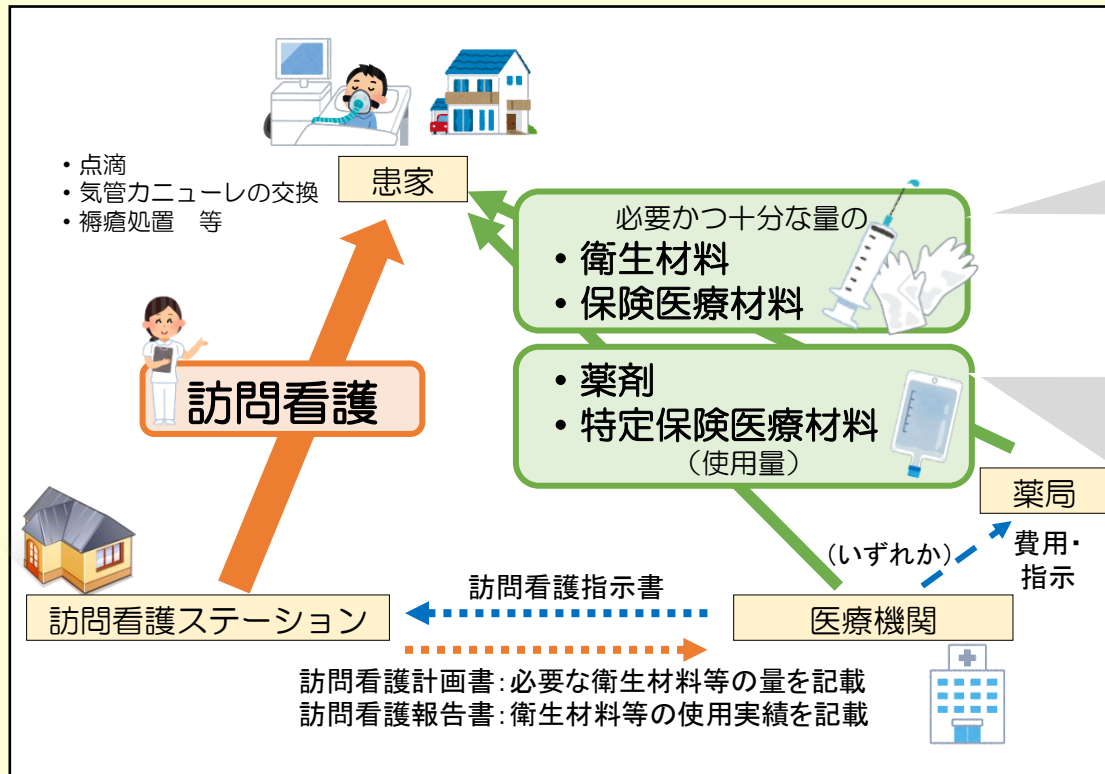 ・点滴
・気管カニューレの交換
・褥瘡処置　等
患家
必要かつ十分な量の
・衛生材料
・保険医療材料
訪問看護
・薬剤
・特定保険医療材料
（使用量）
薬局
（いずれか）
費用・
指示
訪問看護指示書
訪問看護ステーション
医療機関
訪問看護計画書：必要な衛生材料等の量を記載
訪問看護報告書：衛生材料等の使用実績を記載